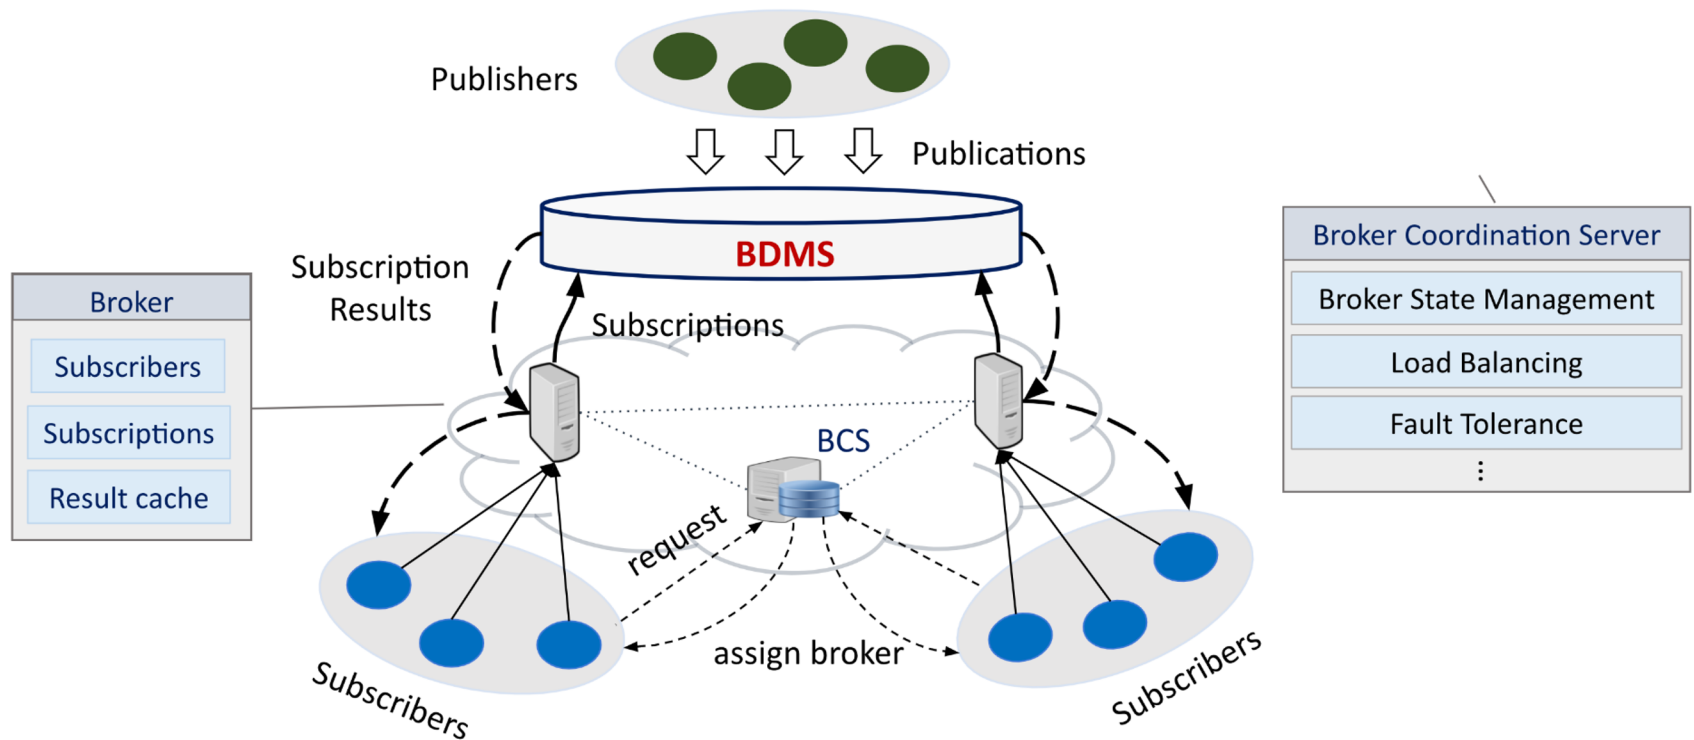 Publishers
Publications
BDMS
Subscription
Results
Subscriptions
Broker
Subscribers
Subscriptions
Result cache
Broker Coordination Server
Broker State Management
Load Balancing
Fault Tolerance
⋮
BCS
request
assign broker
Subscribers
Subscribers